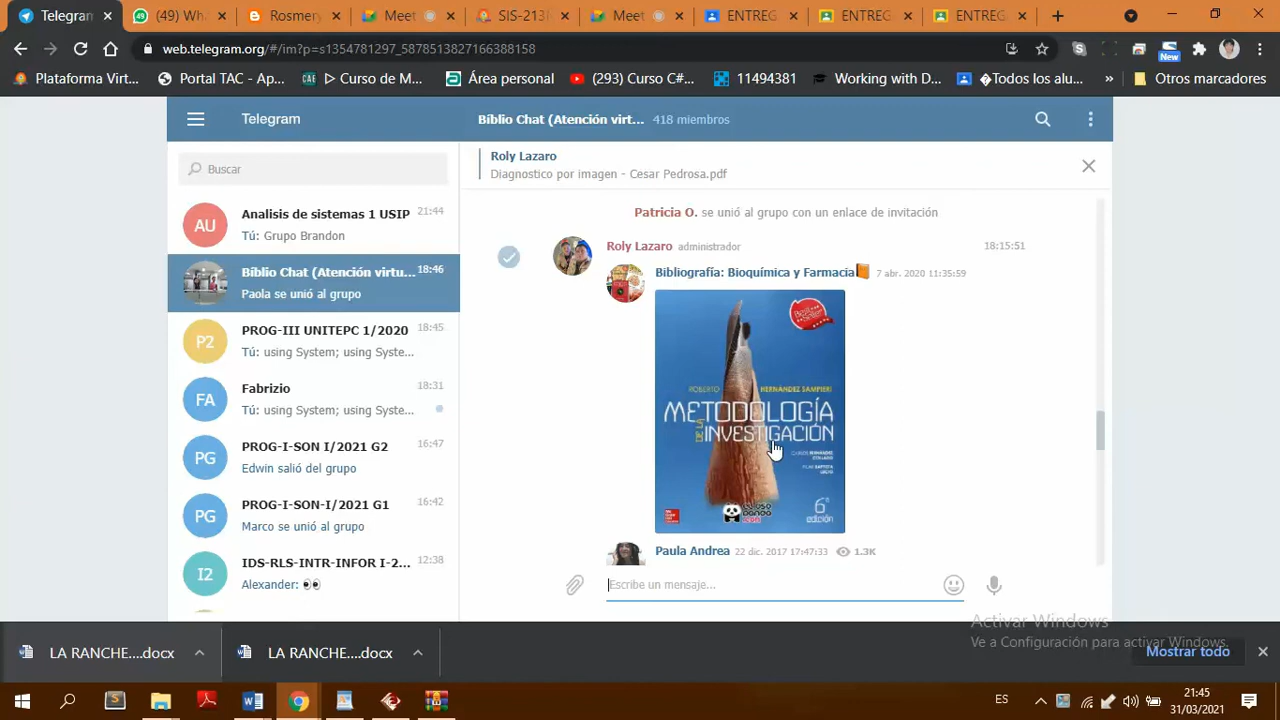 Telegram
(49) Wha
Rosmery
Meet
SIS-213
Meet
ENTREG
ENTREG
ENTREG
web.telegram.org/#/im?p=s1354781297_5878513827166388158
New
Plataforma Virt...
Portal TAC - Ap...
CAE
▷ Curso de M...
Área personal
(293) Curso C#...
11494381
Working with D...
�Todos los alu...
»
Otros marcadores
Telegram
Bíblio Chat (Atención virt... 418 miembros
Buscar
Roly Lazaro
Diagnostico por imagen - Cesar Pedrosa.pdf
AU
Analisis de sistemas 1 USIP 21:44
Tú: Grupo Brandon
Bíblio Chat (Atención virtu... 18:46
Paola se unió al grupo
P2
PROG-III UNITEPC 1/2020 18:45
Tú: using System; using Syste...
FA
Fabrizio 18:31
Tú: using System; using Syste...
PG
PROG-I-SON I/2021 G2 16:47
Edwin salió del grupo
PG
PROG-I-SON-I/2021 G1 16:42
Marco se unió al grupo
I2
IDS-RLS-INTR-INFOR I-2... 12:38
Alexander: 👀
Patricia O. se unió al grupo con un enlace de invitación
Roly Lazaro administrador 18:15:51
Bibliografía: Bioquímica y Farmacia📙 7 abr. 2020 11:35:59
Best Seller
ROBERTO HERNÁNDEZ SAMPIERI
METODOLOGÍA
DE LA INVESTIGACIÓN
6a
edición
Paula Andrea 22 dic. 2017 17:47:33 1.3K
Escribe un mensaje...
Activar Windows
Ve a Configuración para activar Windows.
LA RANCHE....docx
LA RANCHE....docx
Mostrar todo
ES
21:45
31/03/2021